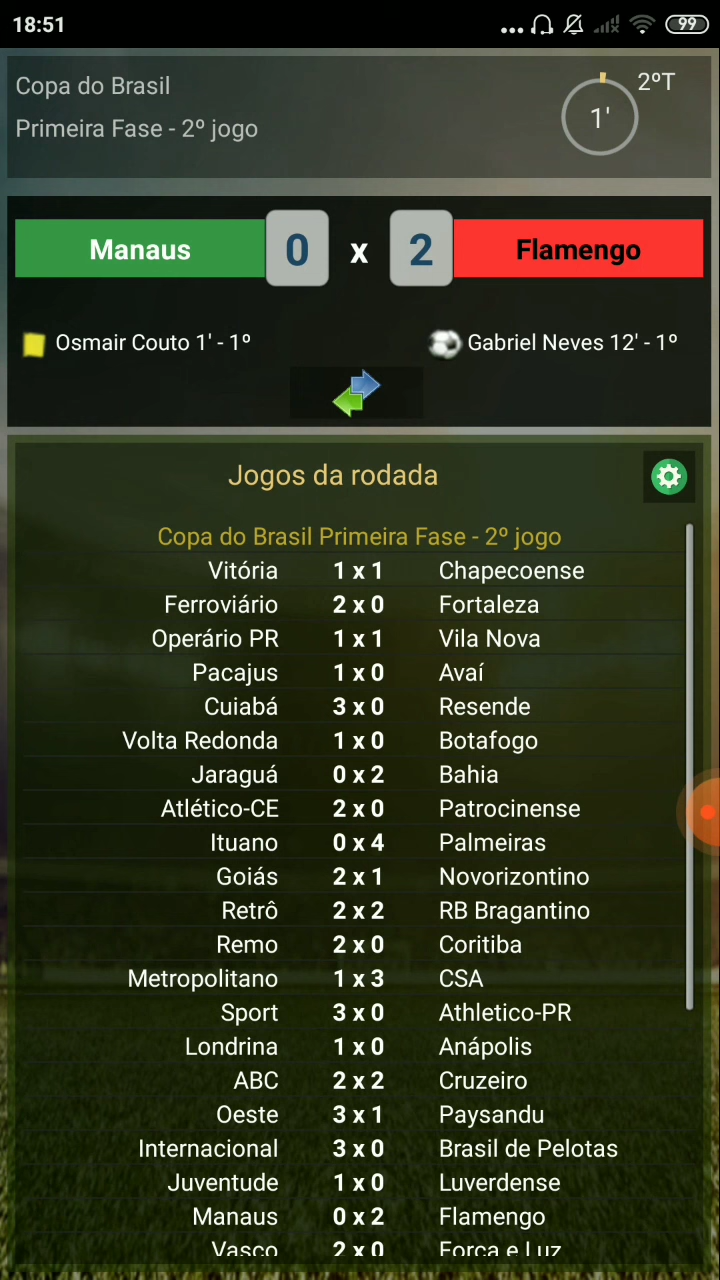 18:51
99
Copa do Brasil
2ºT
Primeira Fase - 2º jogo
1'
Manaus 0 x 2 Flamengo
Osmair Couto 1' - 1º
Gabriel Neves 12' - 1º
Jogos da rodada
Copa do Brasil Primeira Fase - 2º jogo
Vitória 1 x 1 Chapecoense
Ferroviário 2 x 0 Fortaleza
Operário PR 1 x 1 Vila Nova
Pacajus 1 x 0 Avaí
Cuiabá 3 x 0 Resende
Volta Redonda 1 x 0 Botafogo
Jaraguá 0 x 2 Bahia
Atlético-CE 2 x 0 Patrocinense
Ituano 0 x 4 Palmeiras
Goiás 2 x 1 Novorizontino
Retrô 2 x 2 RB Bragantino
Remo 2 x 0 Coritiba
Metropolitano 1 x 3 CSA
Sport 3 x 0 Athletico-PR
Londrina 1 x 0 Anápolis
ABC 2 x 2 Cruzeiro
Oeste 3 x 1 Paysandu
Internacional 3 x 0 Brasil de Pelotas
Juventude 1 x 0 Luverdense
Manaus 0 x 2 Flamengo
Vasco 2 x 0 Força e Luz